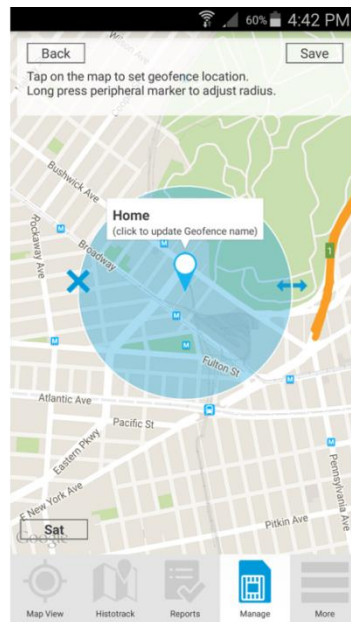 60% 4:42 PM
Back
Save
Tap on the map to set geofence location.
Long press peripheral marker to adjust radius.
Bushwick Ave
Rockaway Ave
Broadway
Home
(click to update Geofence name)
1
M
M
M
M
M
M
Fulton St
Atlantic Ave
Pacific St
Eastern Pkwy
E New York Ave
Pennsylvania Ave
Pitkin Ave
Sat
Google
Map View
Histotrack
Reports
Manage
More